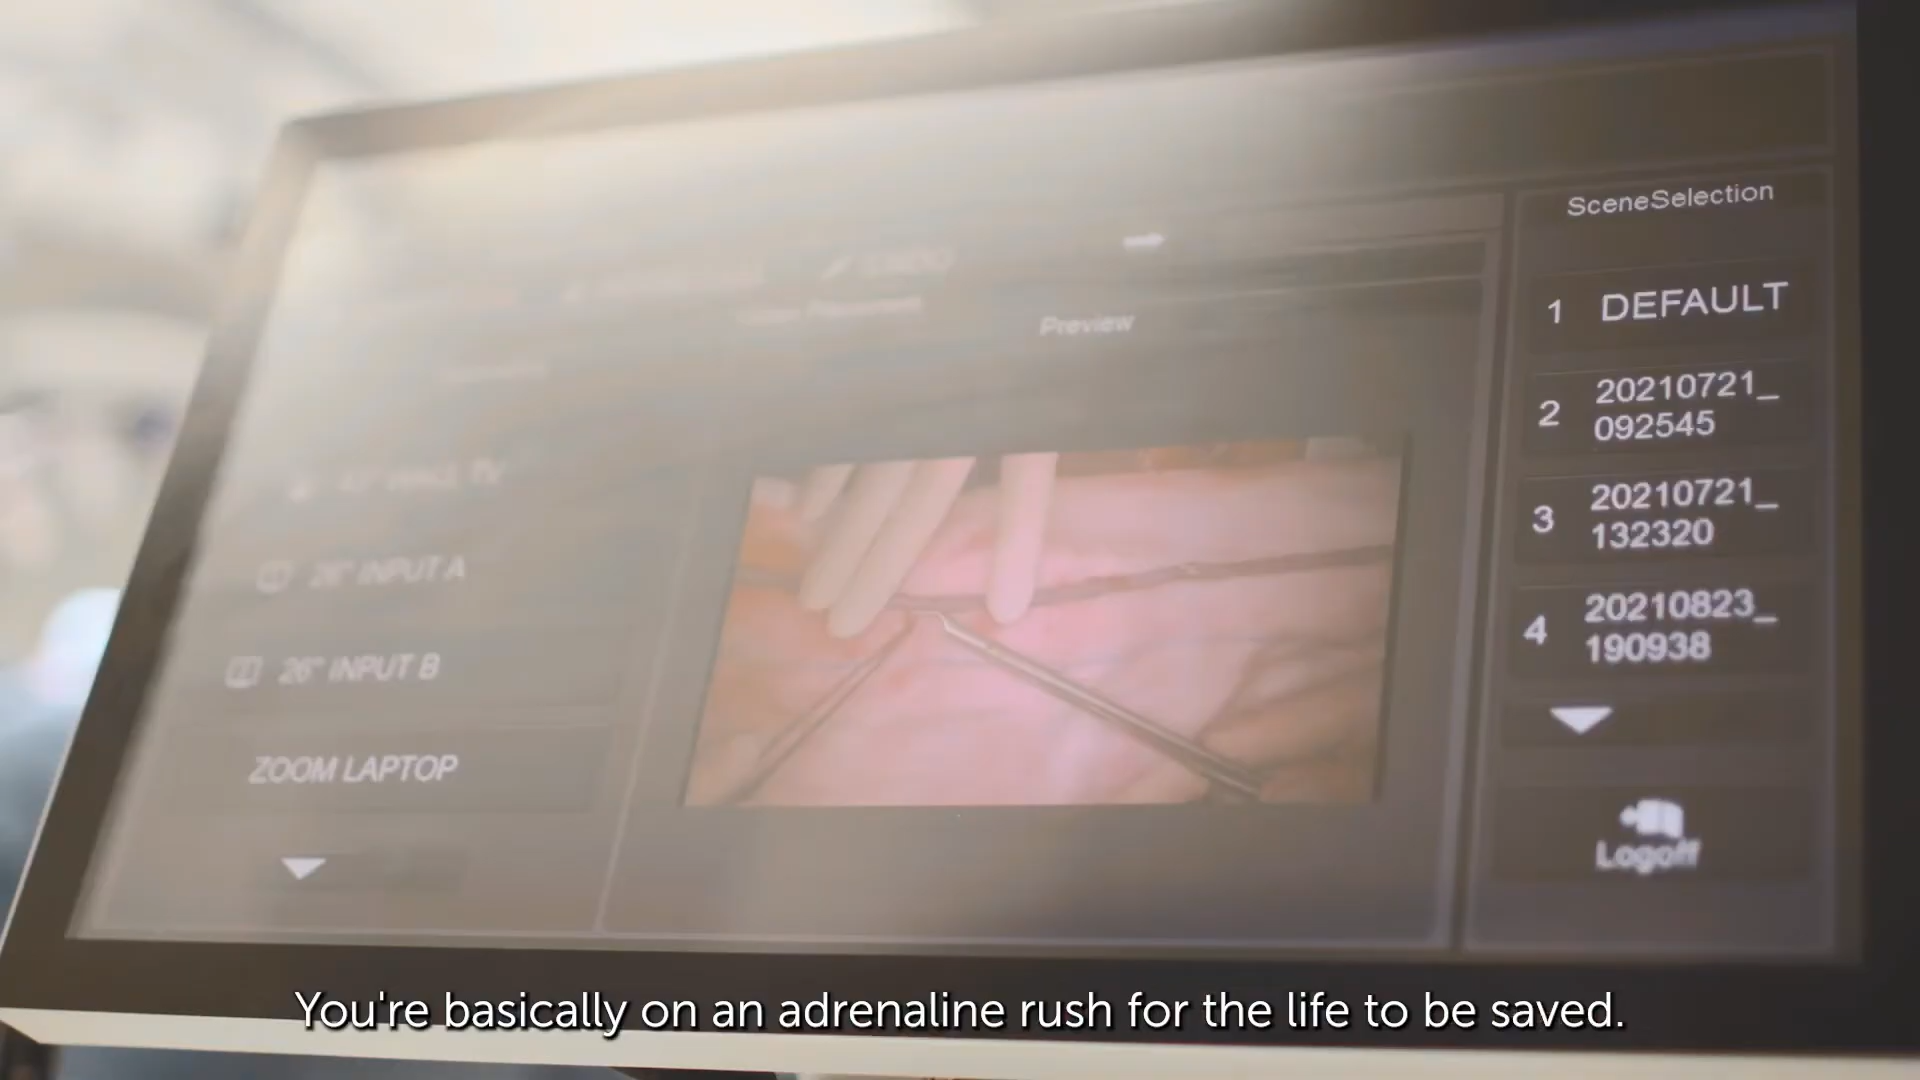 SceneSelection
1 DEFAULT
2 20210721_
092545
3 20210721_
132320
4 20210823_
190938
Logoff
Preview
26" INPUT A
26" INPUT B
ZOOM LAPTOP
You're basically on an adrenaline rush for the life to be saved.